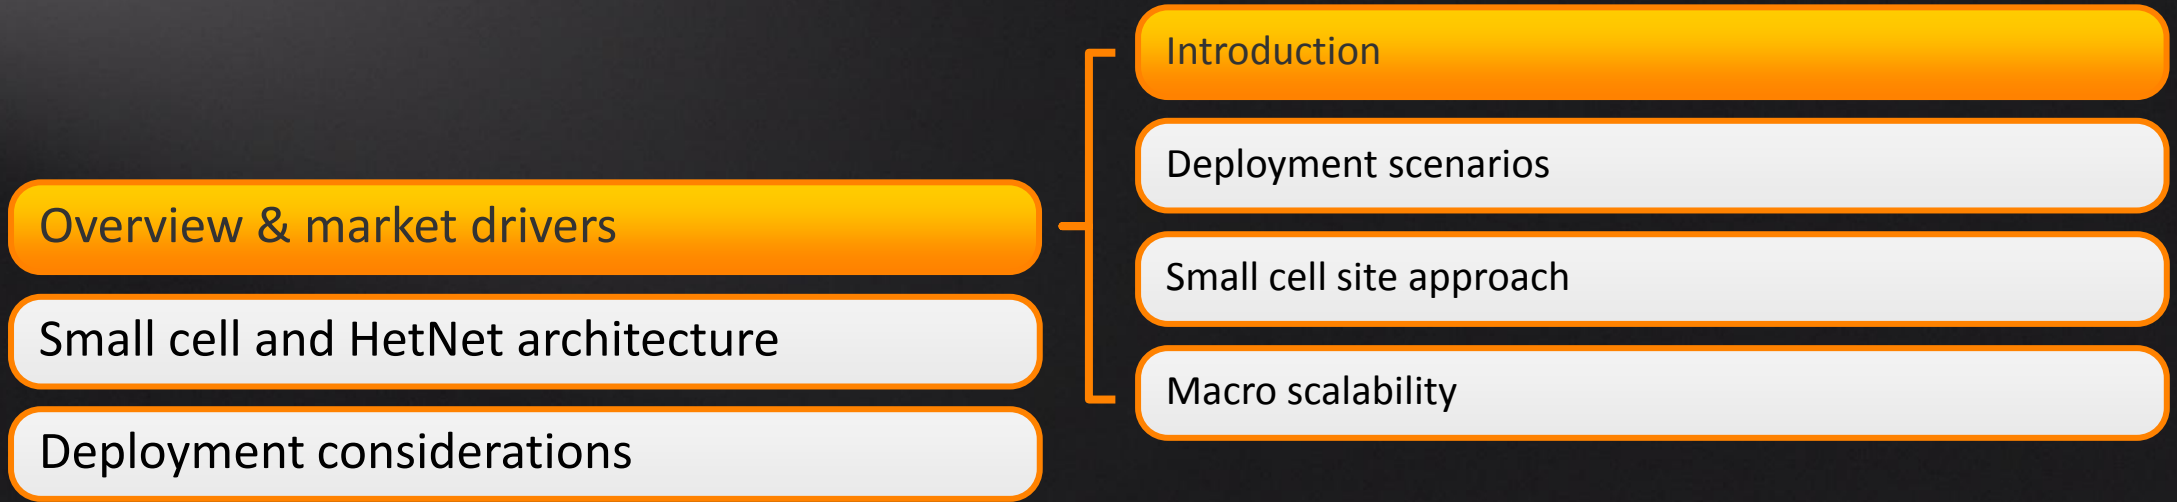 Overview & market drivers
Small cell and HetNet architecture
Deployment considerations
Introduction
Deployment scenarios
Small cell site approach
Macro scalability